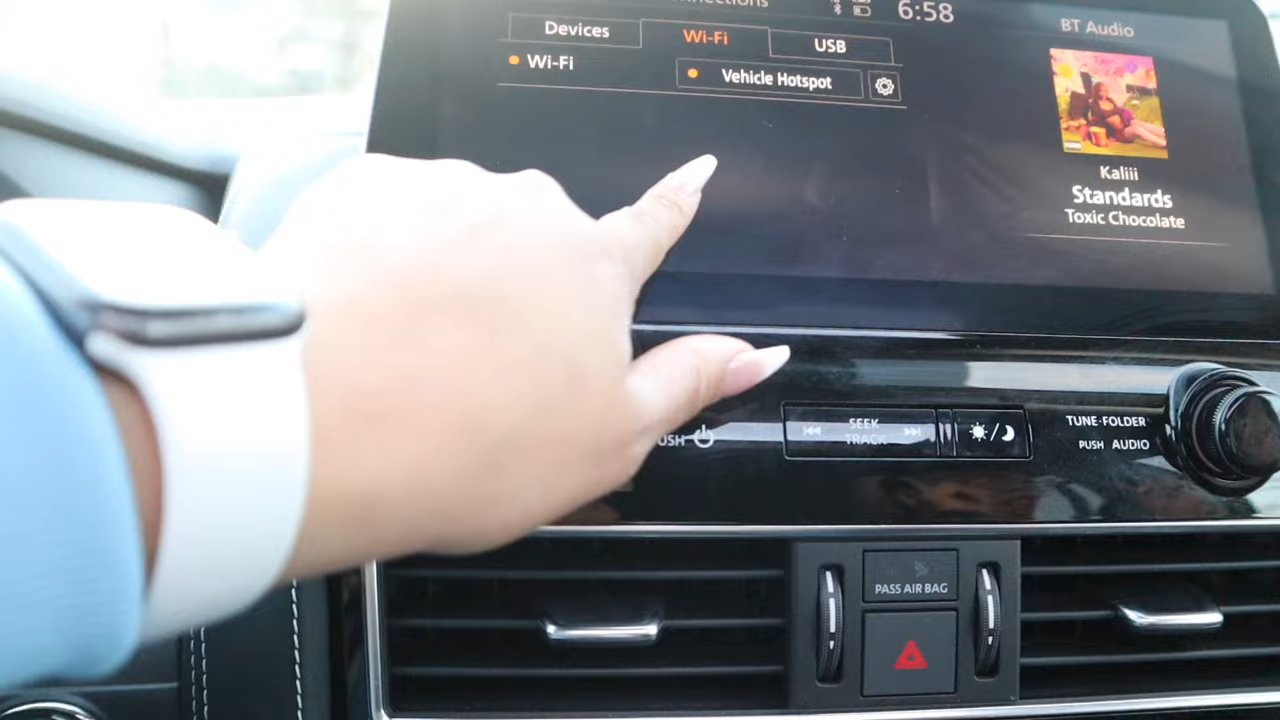 6:58
BT Audio
Devices
Wi-Fi
USB
Wi-Fi
Vehicle Hotspot
Kaliii
Standards
Toxic Chocolate
SEEK
TRACK
TUNE·FOLDER
PUSH AUDIO
PASS AIR BAG